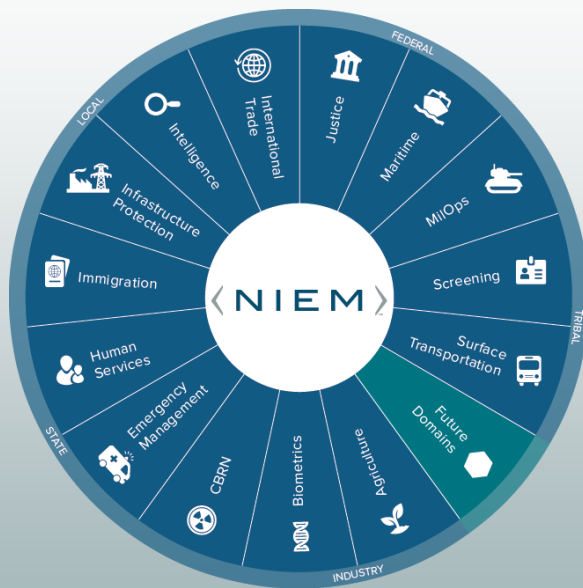 FEDERAL
TRIBAL
INDUSTRY
STATE
LOCAL
NIEM
Justice
Maritime
MilOps
Screening
Surface
Transportation
Future
Domains
Agriculture
Biometrics
CBRN
Emergency
Management
Human
Services
Immigration
Infrastructure
Protection
Intelligence
International
Trade